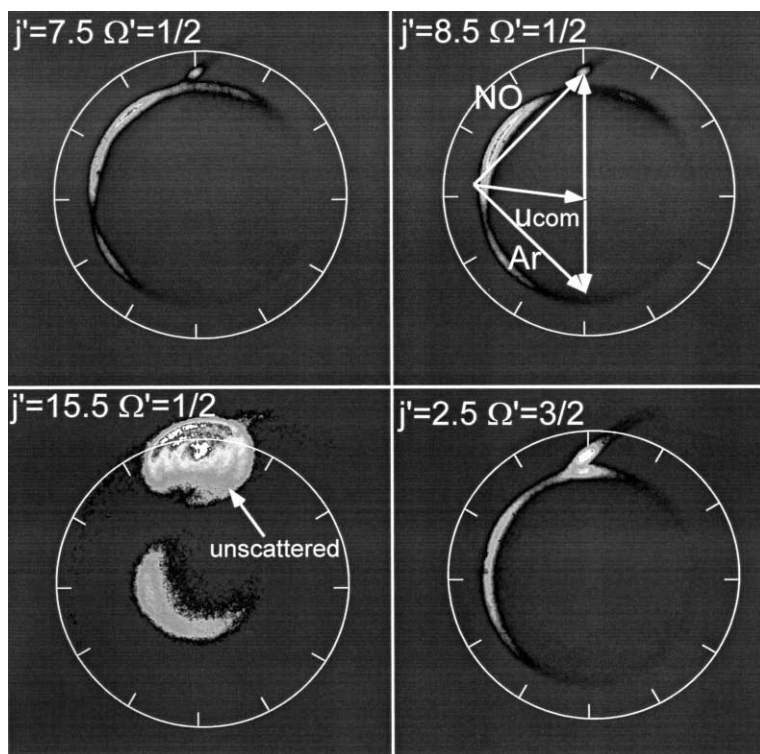 j'=7.5 Ω'=1/2
j'=8.5 Ω'=1/2
NO
ucom
Ar
j'=15.5 Ω'=1/2
unscattered
j'=2.5 Ω'=3/2